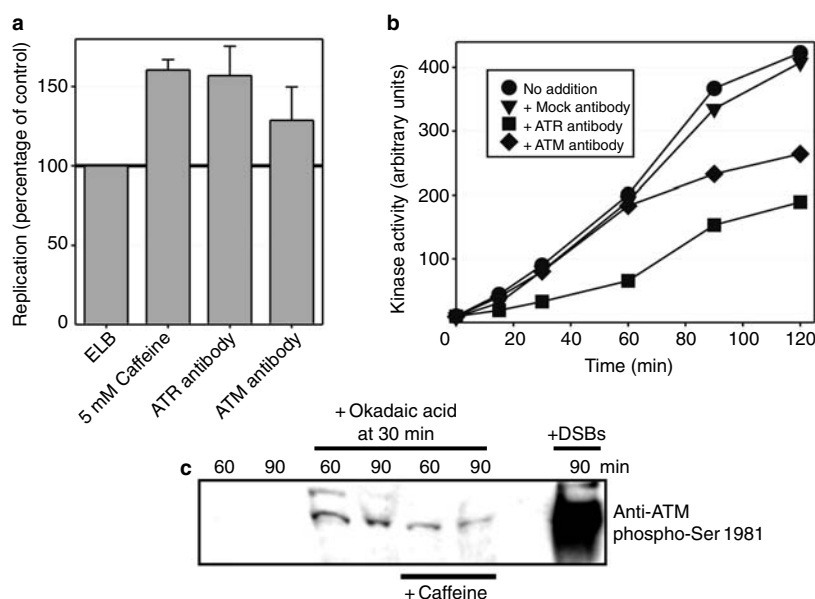 a
Replication (percentage of control)
150
100
50
0
ELB
5 mM Caffeine
ATR antibody
ATM antibody
b
Kinase activity (arbitrary units)
400
300
200
100
No addition
+ Mock antibody
+ ATR antibody
+ ATM antibody
0 20 40 60 80 100 120
Time (min)
+ Okadaic acid
at 30 min
+DSBs
c 60 90 60 90 60 90 90 min
Anti-ATM
phospho-Ser 1981
+ Caffeine